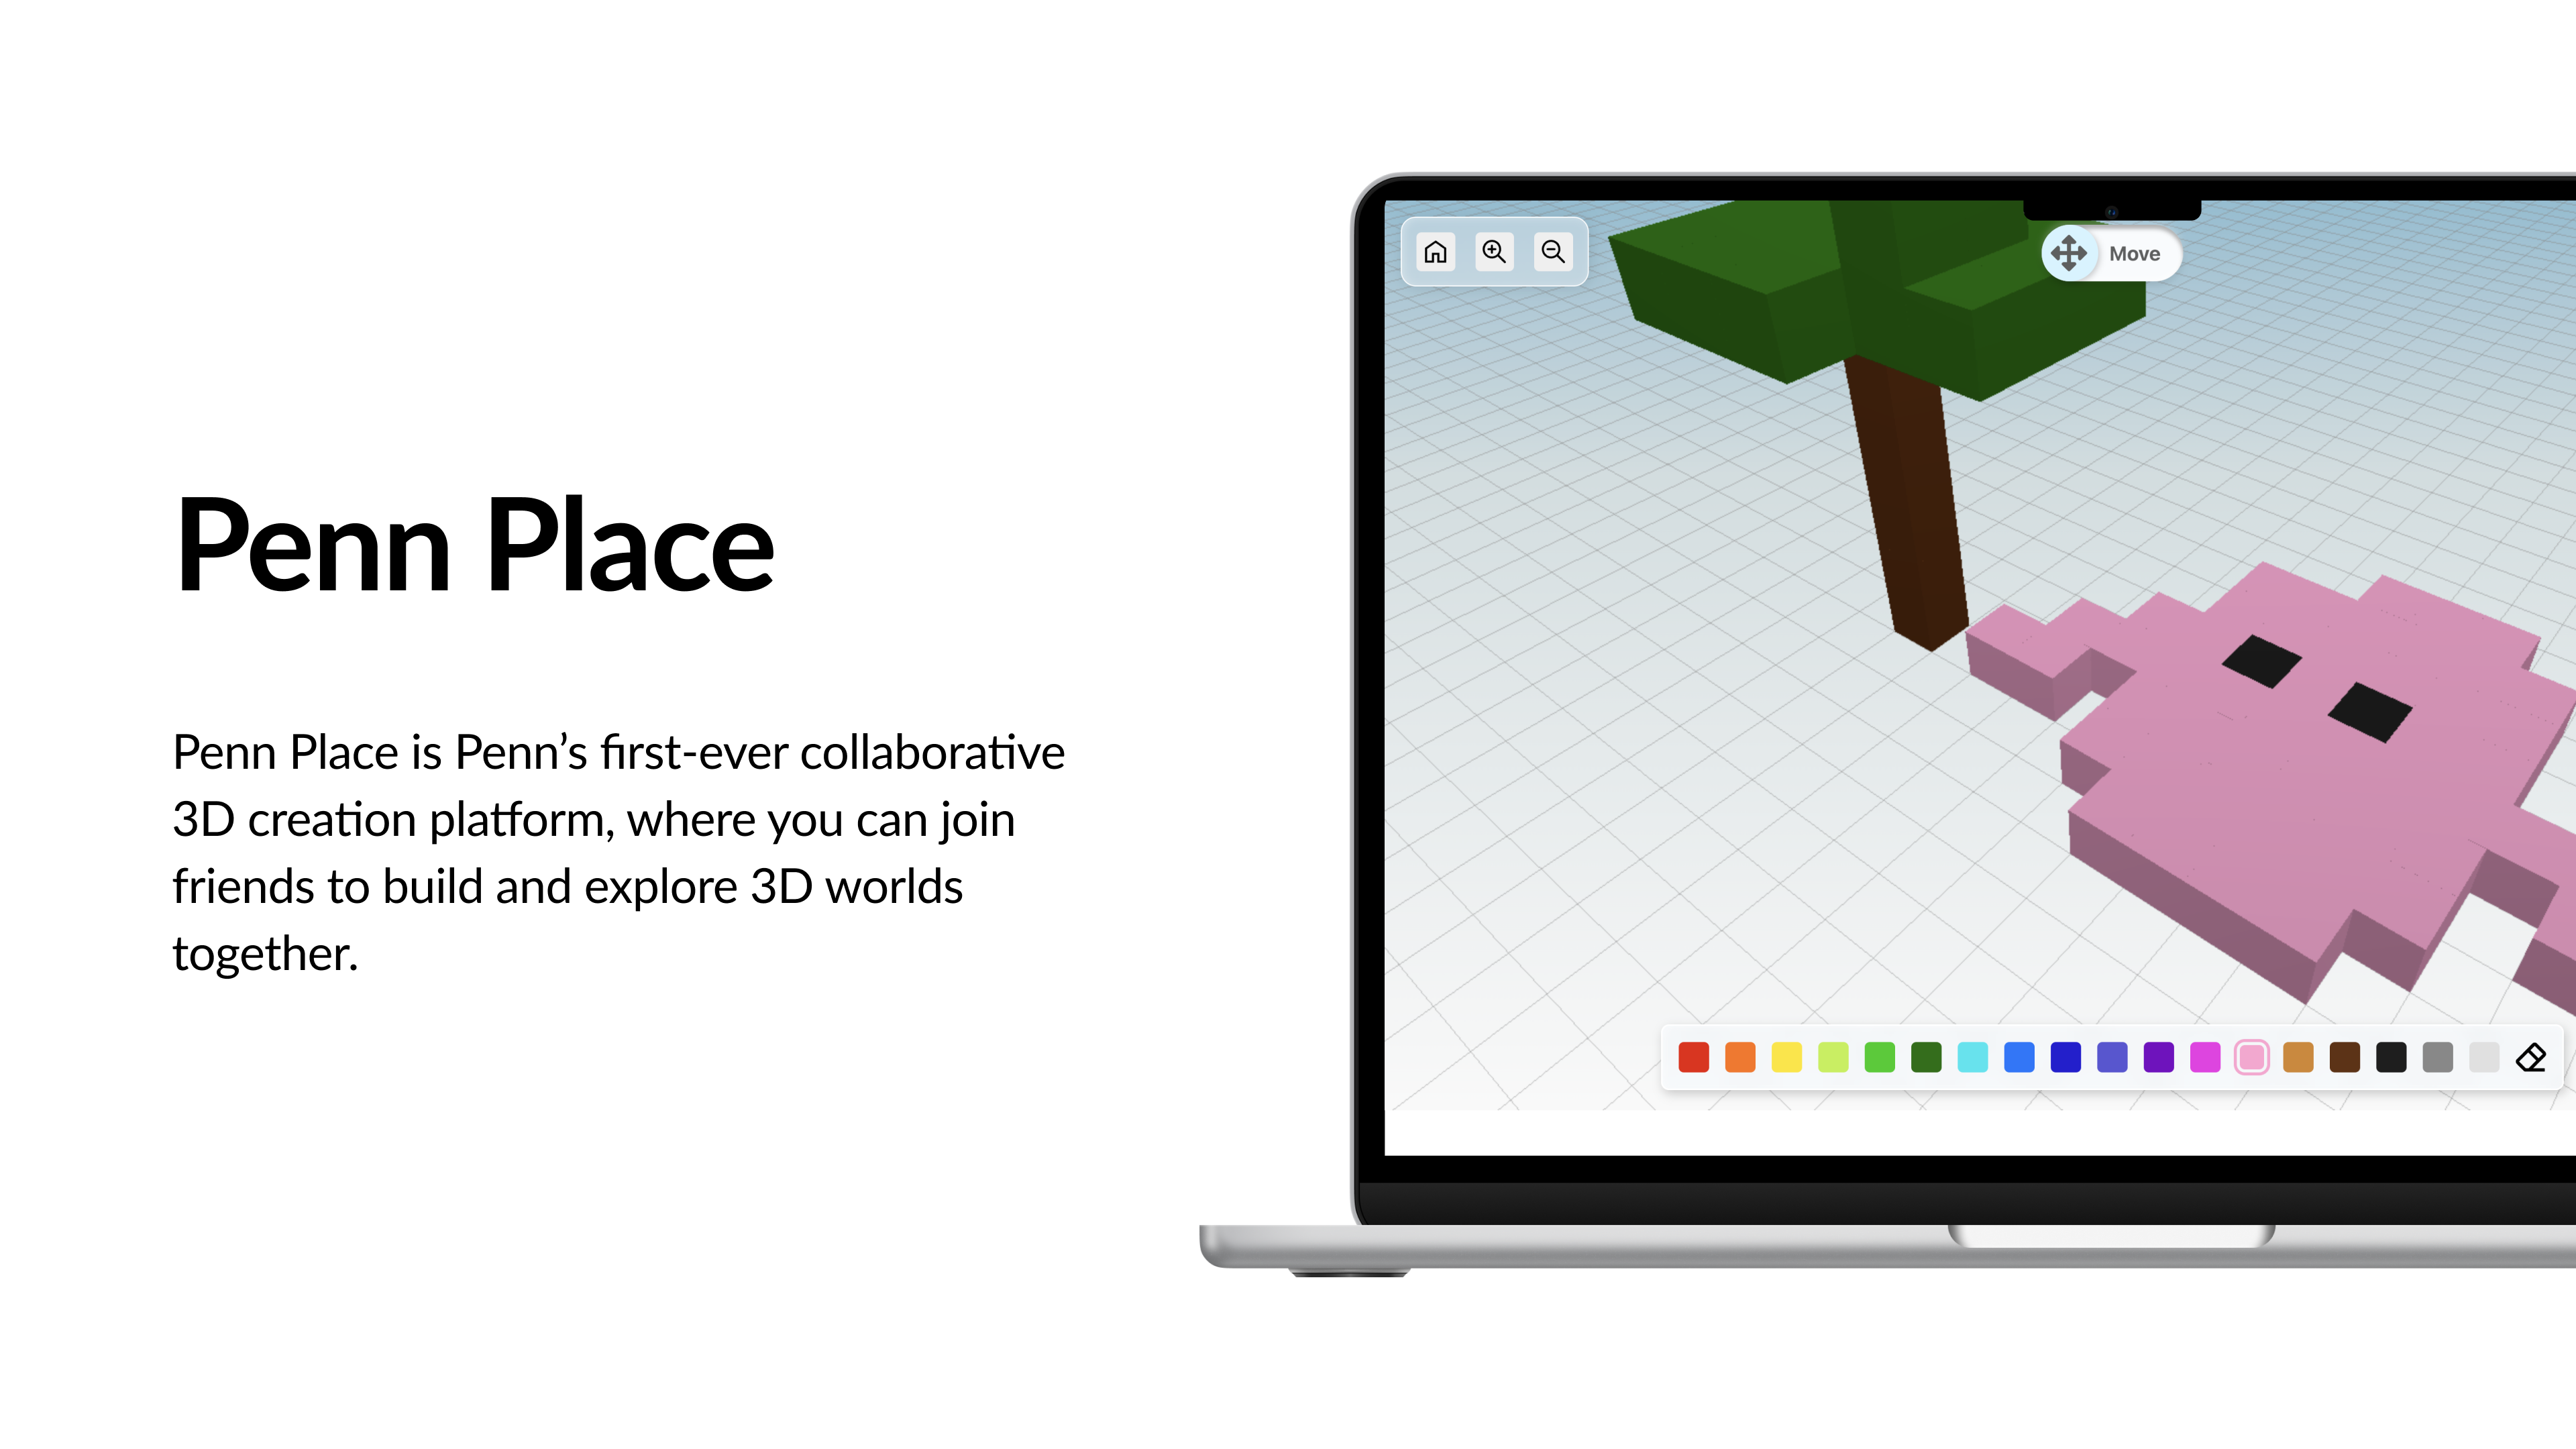 Penn Place
Penn Place is Penn’s first-ever collaborative
3D creation platform, where you can join
friends to build and explore 3D worlds
together.
Move